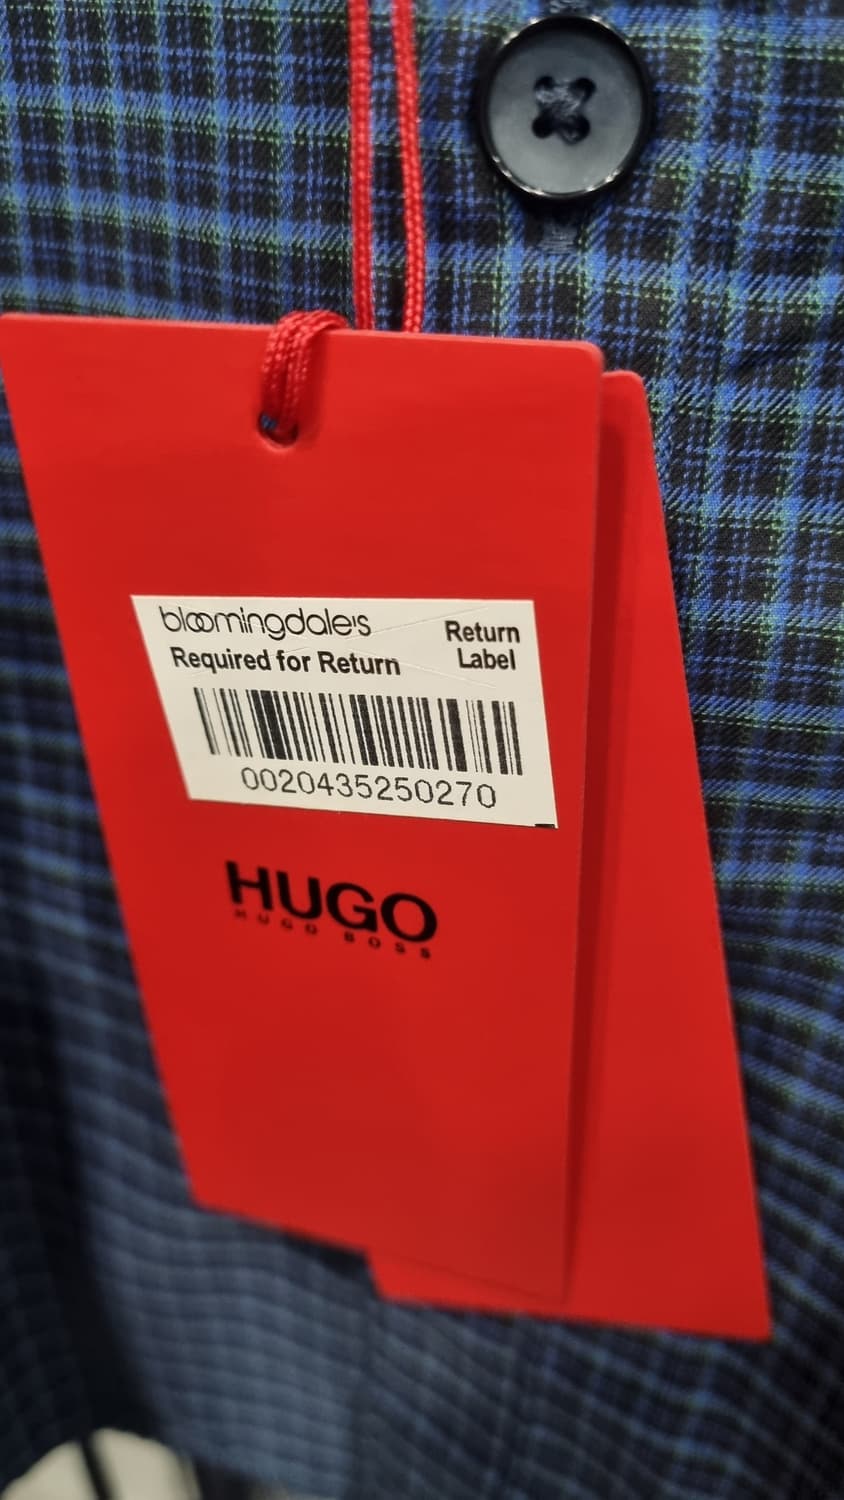 bloomingdale's
Required for Return
Return
Label
0020435250270
HUGO
HUGO BOSS